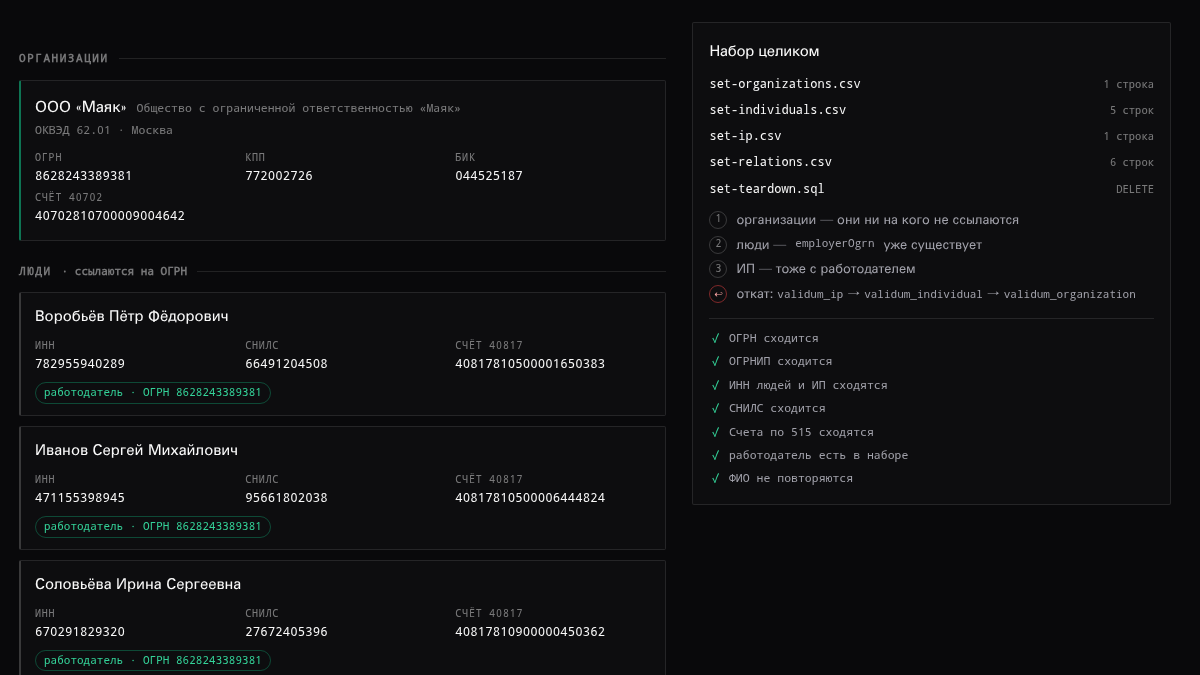 ОРГАНИЗАЦИИ
ООО «Маяк» Общество с ограниченной ответственностью «Маяк»
ОКВЭД 62.01 · Москва
ОГРН КПП БИК
8628243389381 772002726 044525187
СЧЁТ 40702
40702810700009004642
ЛЮДИ · ссылаются на ОГРН
Воробьёв Пётр Фёдорович
ИНН СНИЛС СЧЁТ 40817
782955940289 66491204508 40817810500001650383
работодатель · ОГРН 8628243389381
Иванов Сергей Михайлович
ИНН СНИЛС СЧЁТ 40817
471155398945 95661802038 40817810500006444824
работодатель · ОГРН 8628243389381
Соловьёва Ирина Сергеевна
ИНН СНИЛС СЧЁТ 40817
670291829320 27672405396 40817810900000450362
работодатель · ОГРН 8628243389381
Набор целиком
set-organizations.csv 1 строка
set-individuals.csv 5 строк
set-ip.csv 1 строка
set-relations.csv 6 строк
set-teardown.sql DELETE
1 организации — они ни на кого не ссылаются
2 люди — employerOgrn уже существует
3 ИП — тоже с работодателем
↩ откат: validum_ip → validum_individual → validum_organization
✓ ОГРН сходится
✓ ОГРНИП сходится
✓ ИНН людей и ИП сходятся
✓ СНИЛС сходится
✓ Счета по 515 сходятся
✓ работодатель есть в наборе
✓ ФИО не повторяются